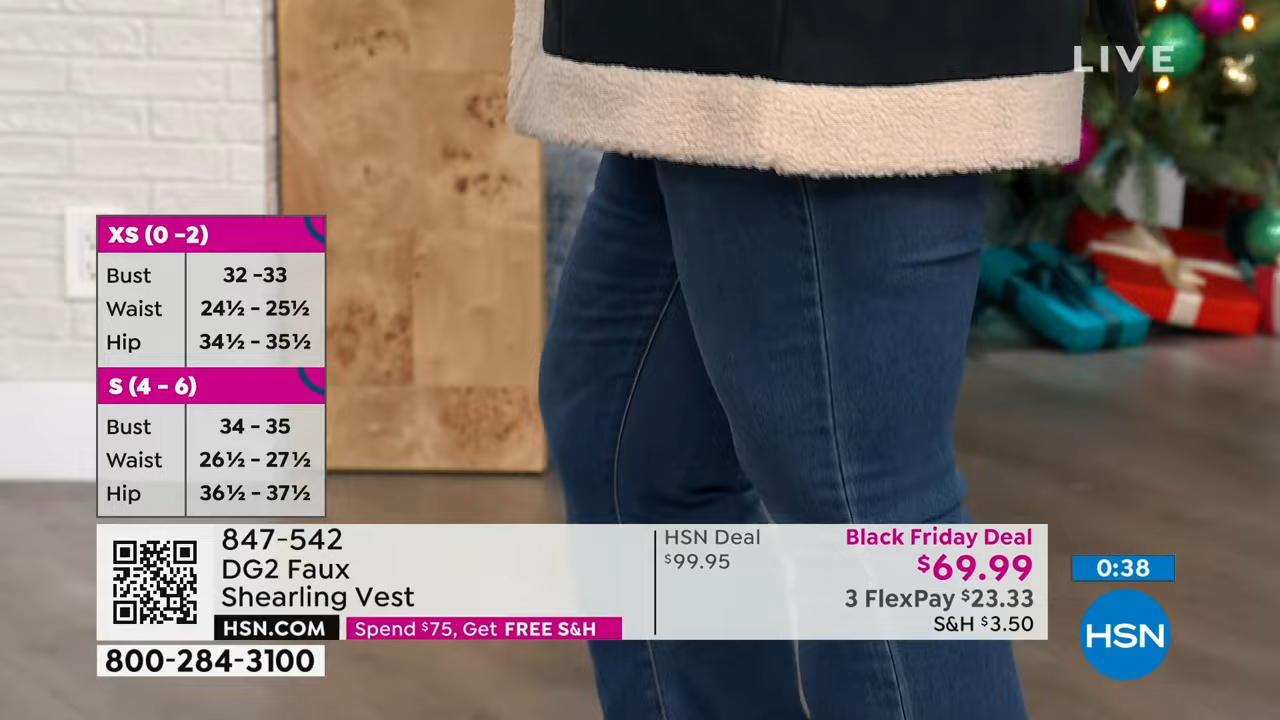 LIVE
XS (0 –2)
Bust 32 –33
Waist 24½ – 25½
Hip 34½ – 35½
S (4 – 6)
Bust 34 – 35
Waist 26½ – 27½
Hip 36½ – 37½
847-542
DG2 Faux
Shearling Vest
HSN.COM
Spend $75, Get FREE S&H
800-284-3100
HSN Deal
$99.95
Black Friday Deal
$69.99
3 FlexPay $23.33
S&H $3.50
0:38
HSN